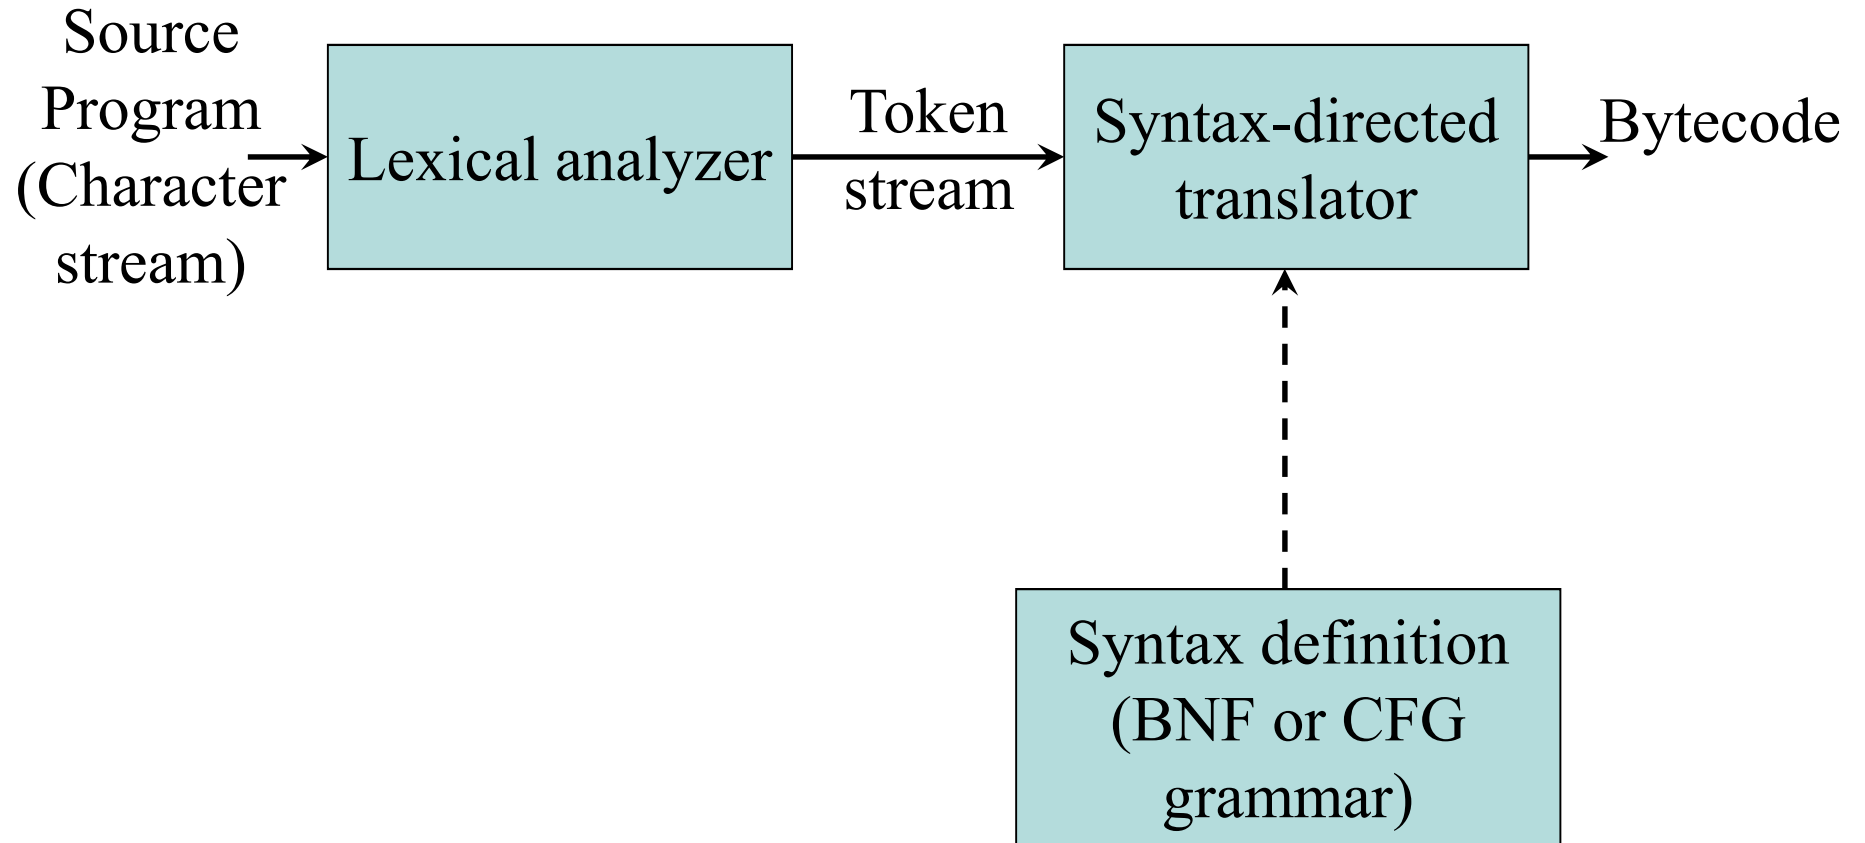 Source
Program
(Character
stream)
Lexical analyzer
Token
stream
Syntax-directed
translator
Bytecode
Syntax definition
(BNF or CFG
grammar)